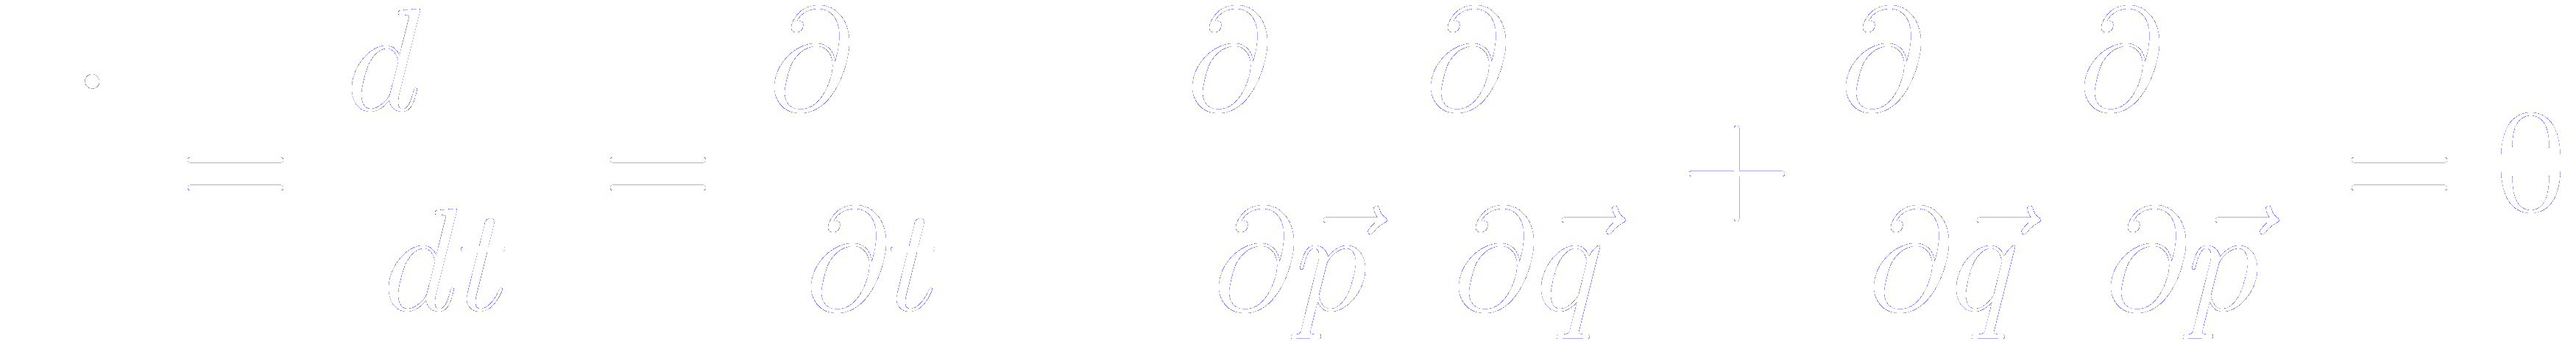 · = d/dt = ∂/∂t ∂/∂p⃗ ∂/∂q⃗ + ∂/∂q⃗ ∂/∂p⃗ = 0